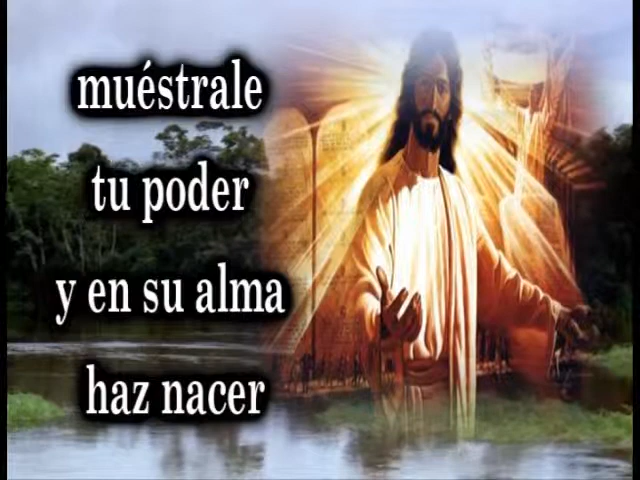 muéstrale
tu poder
y en su alma
haz nacer